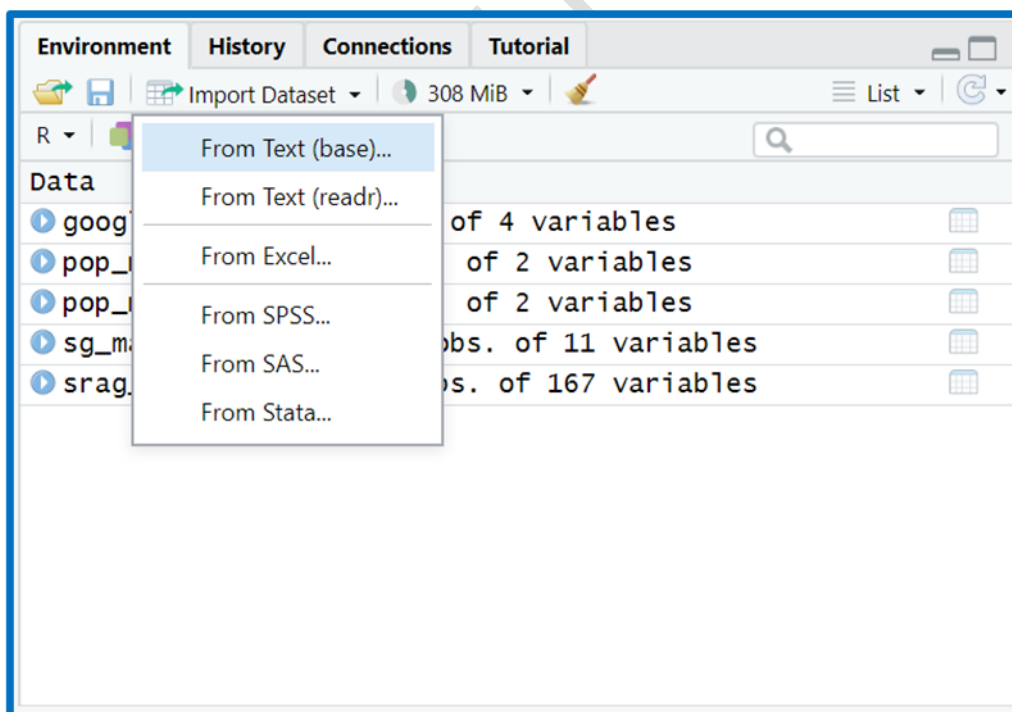 Environment History Connections Tutorial
Import Dataset 308 MiB List
R
From Text (base)...
Data
From Text (readr)...
of 4 variables
From Excel...
of 2 variables
of 2 variables
From SPSS...
of 11 variables
From SAS...
of 167 variables
From Stata...